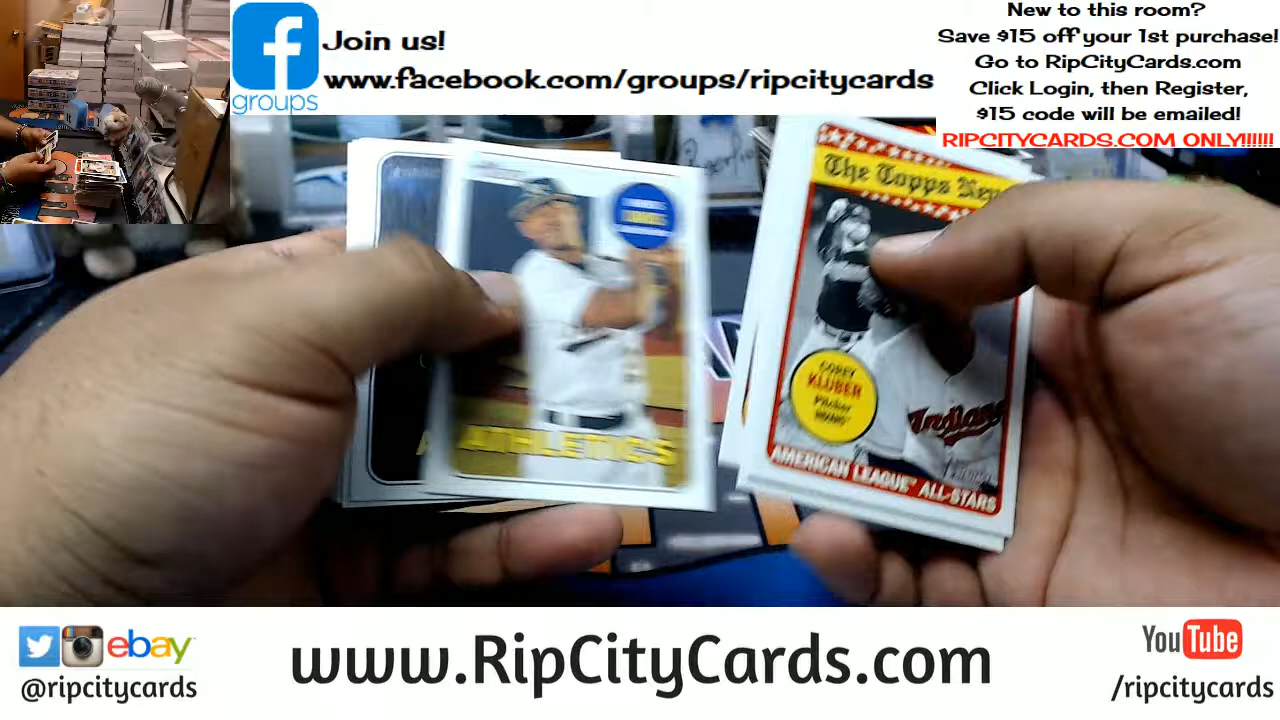 Join us!
www.facebook.com/groups/ripcitycards
groups
New to this room?
Save $15 off your 1st purchase!
Go to RipCityCards.com
Click Login, then Register,
$15 code will be emailed!
RIPCITYCARDS.COM ONLY!!!!!!
The Topps
COREY
KLUBER
Pitcher
Indians
AMERICAN LEAGUE ALL-STARS
ATHLETICS
ebay
@ripcitycards
www.RipCityCards.com
YouTube
/ripcitycards